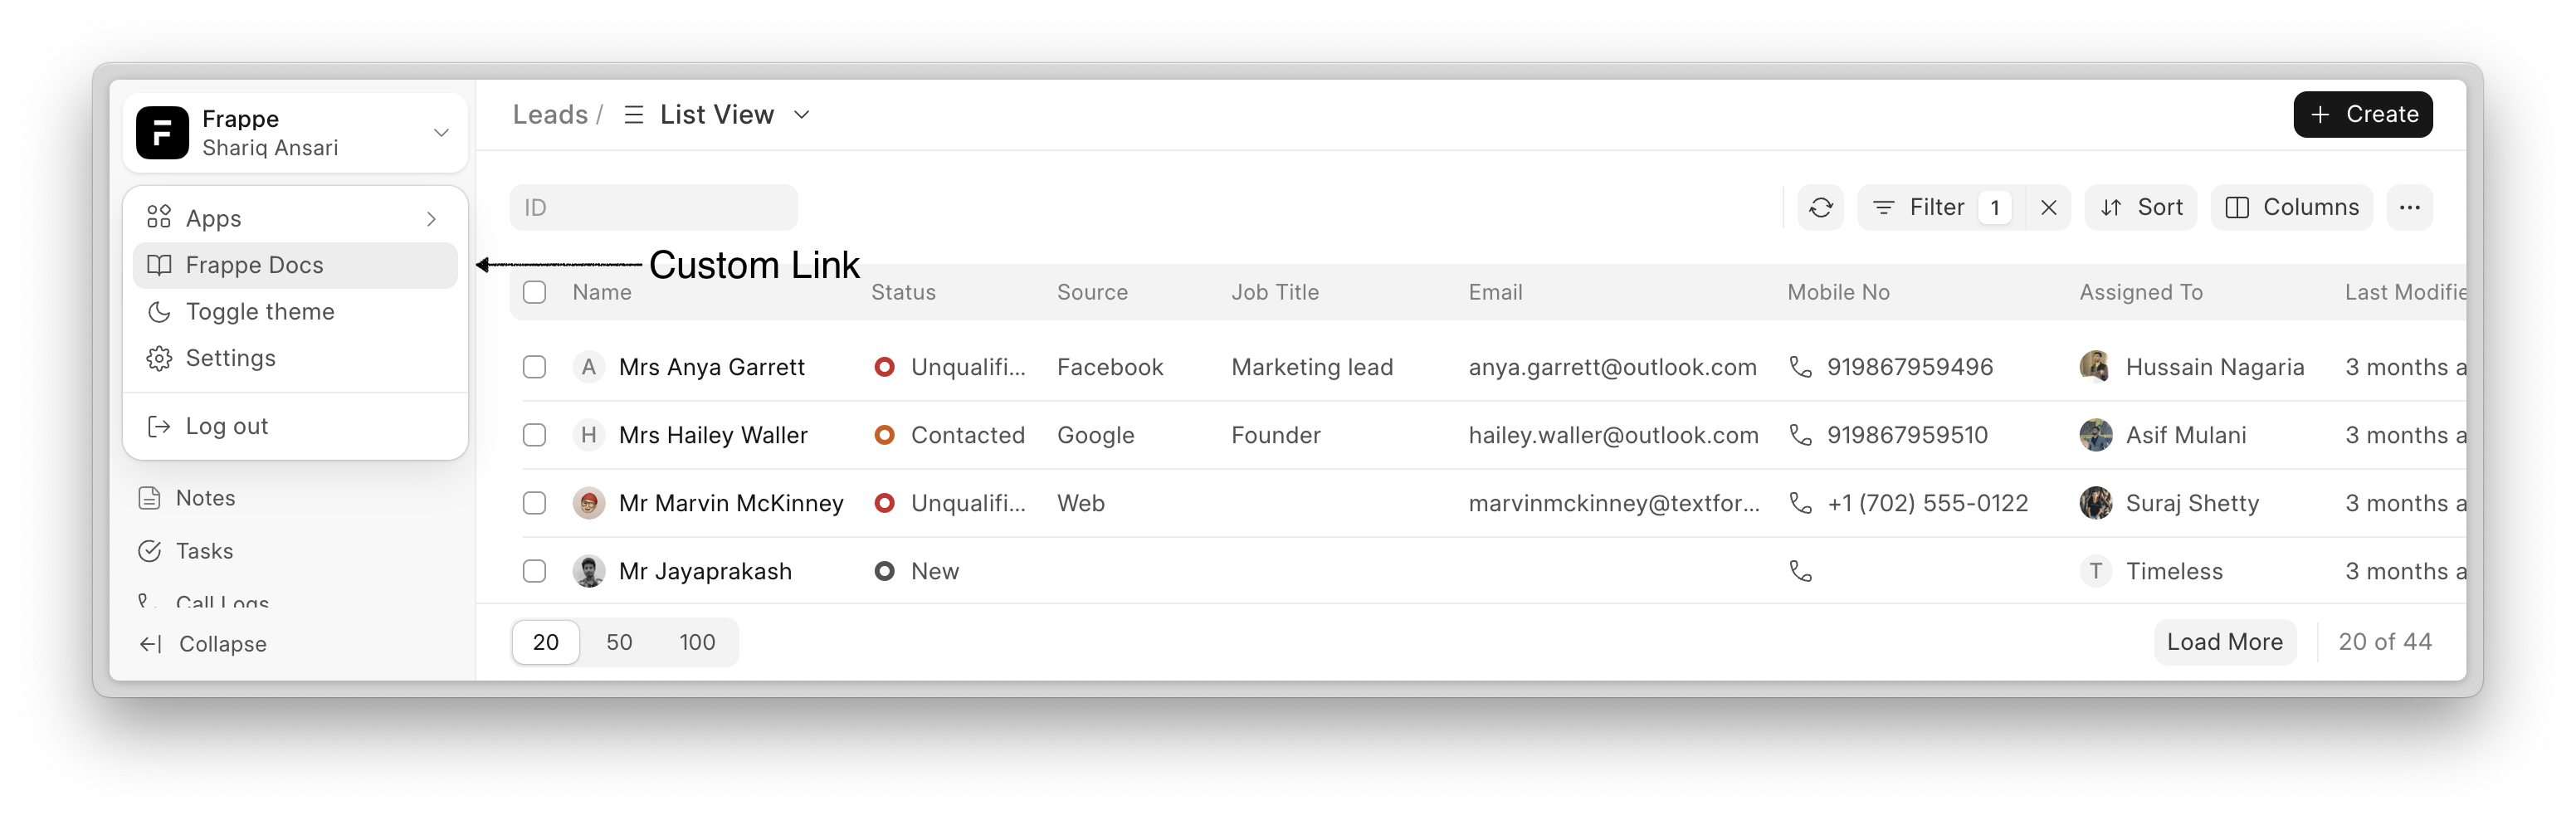 Frappe
Shariq Ansari
Apps
Frappe Docs
Toggle theme
Settings
Log out
Notes
Tasks
Call Logs
Collapse
Leads / List View
Create
ID
Filter 1
Sort
Columns
Custom Link
Name Status Source Job Title Email Mobile No Assigned To Last Modifie
A Mrs Anya Garrett Unqualifi... Facebook Marketing lead anya.garrett@outlook.com 919867959496 Hussain Nagaria 3 months a
H Mrs Hailey Waller Contacted Google Founder hailey.waller@outlook.com 919867959510 Asif Mulani 3 months a
Mr Marvin McKinney Unqualifi... Web marvinmckinney@textfor... +1 (702) 555-0122 Suraj Shetty 3 months a
Mr Jayaprakash New T Timeless 3 months a
20 50 100
Load More 20 of 44